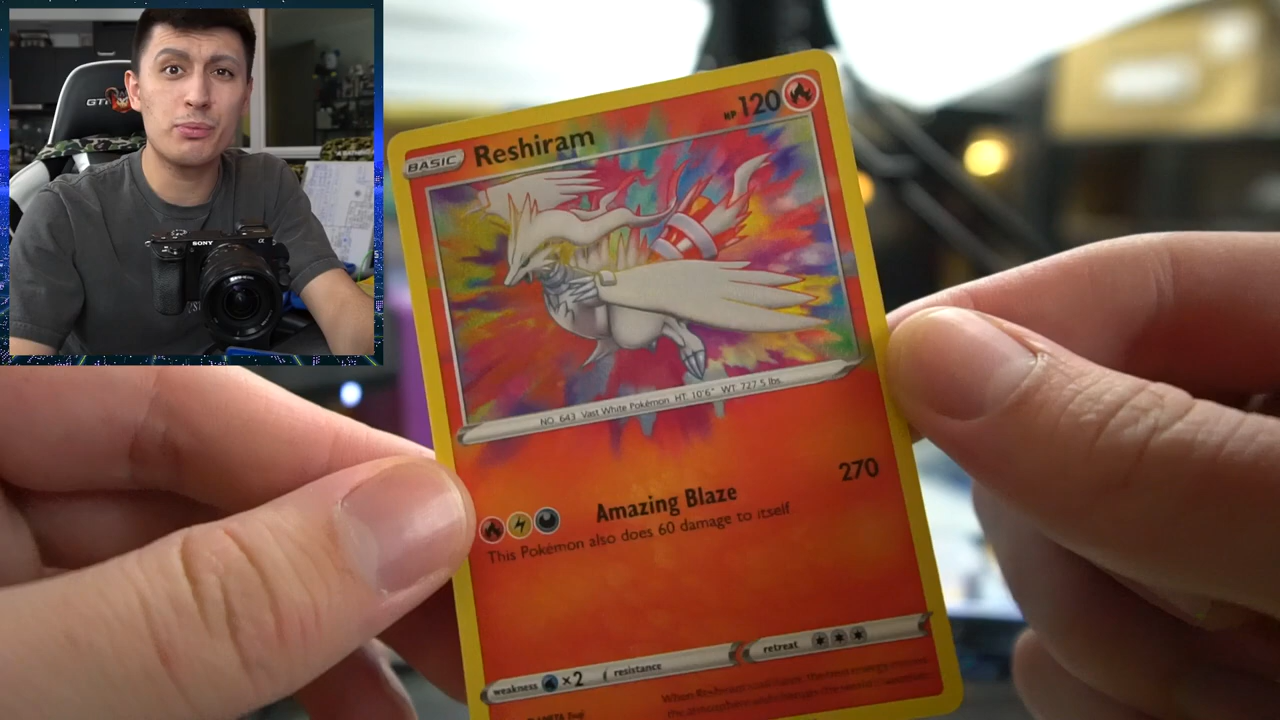 GTR
SONY
α
BASIC
Reshiram
HP 120
NO. 643 Vast White Pokémon HT: 10'6" WT: 727.5 lbs.
Amazing Blaze 270
This Pokémon also does 60 damage to itself
weakness ×2 resistance retreat